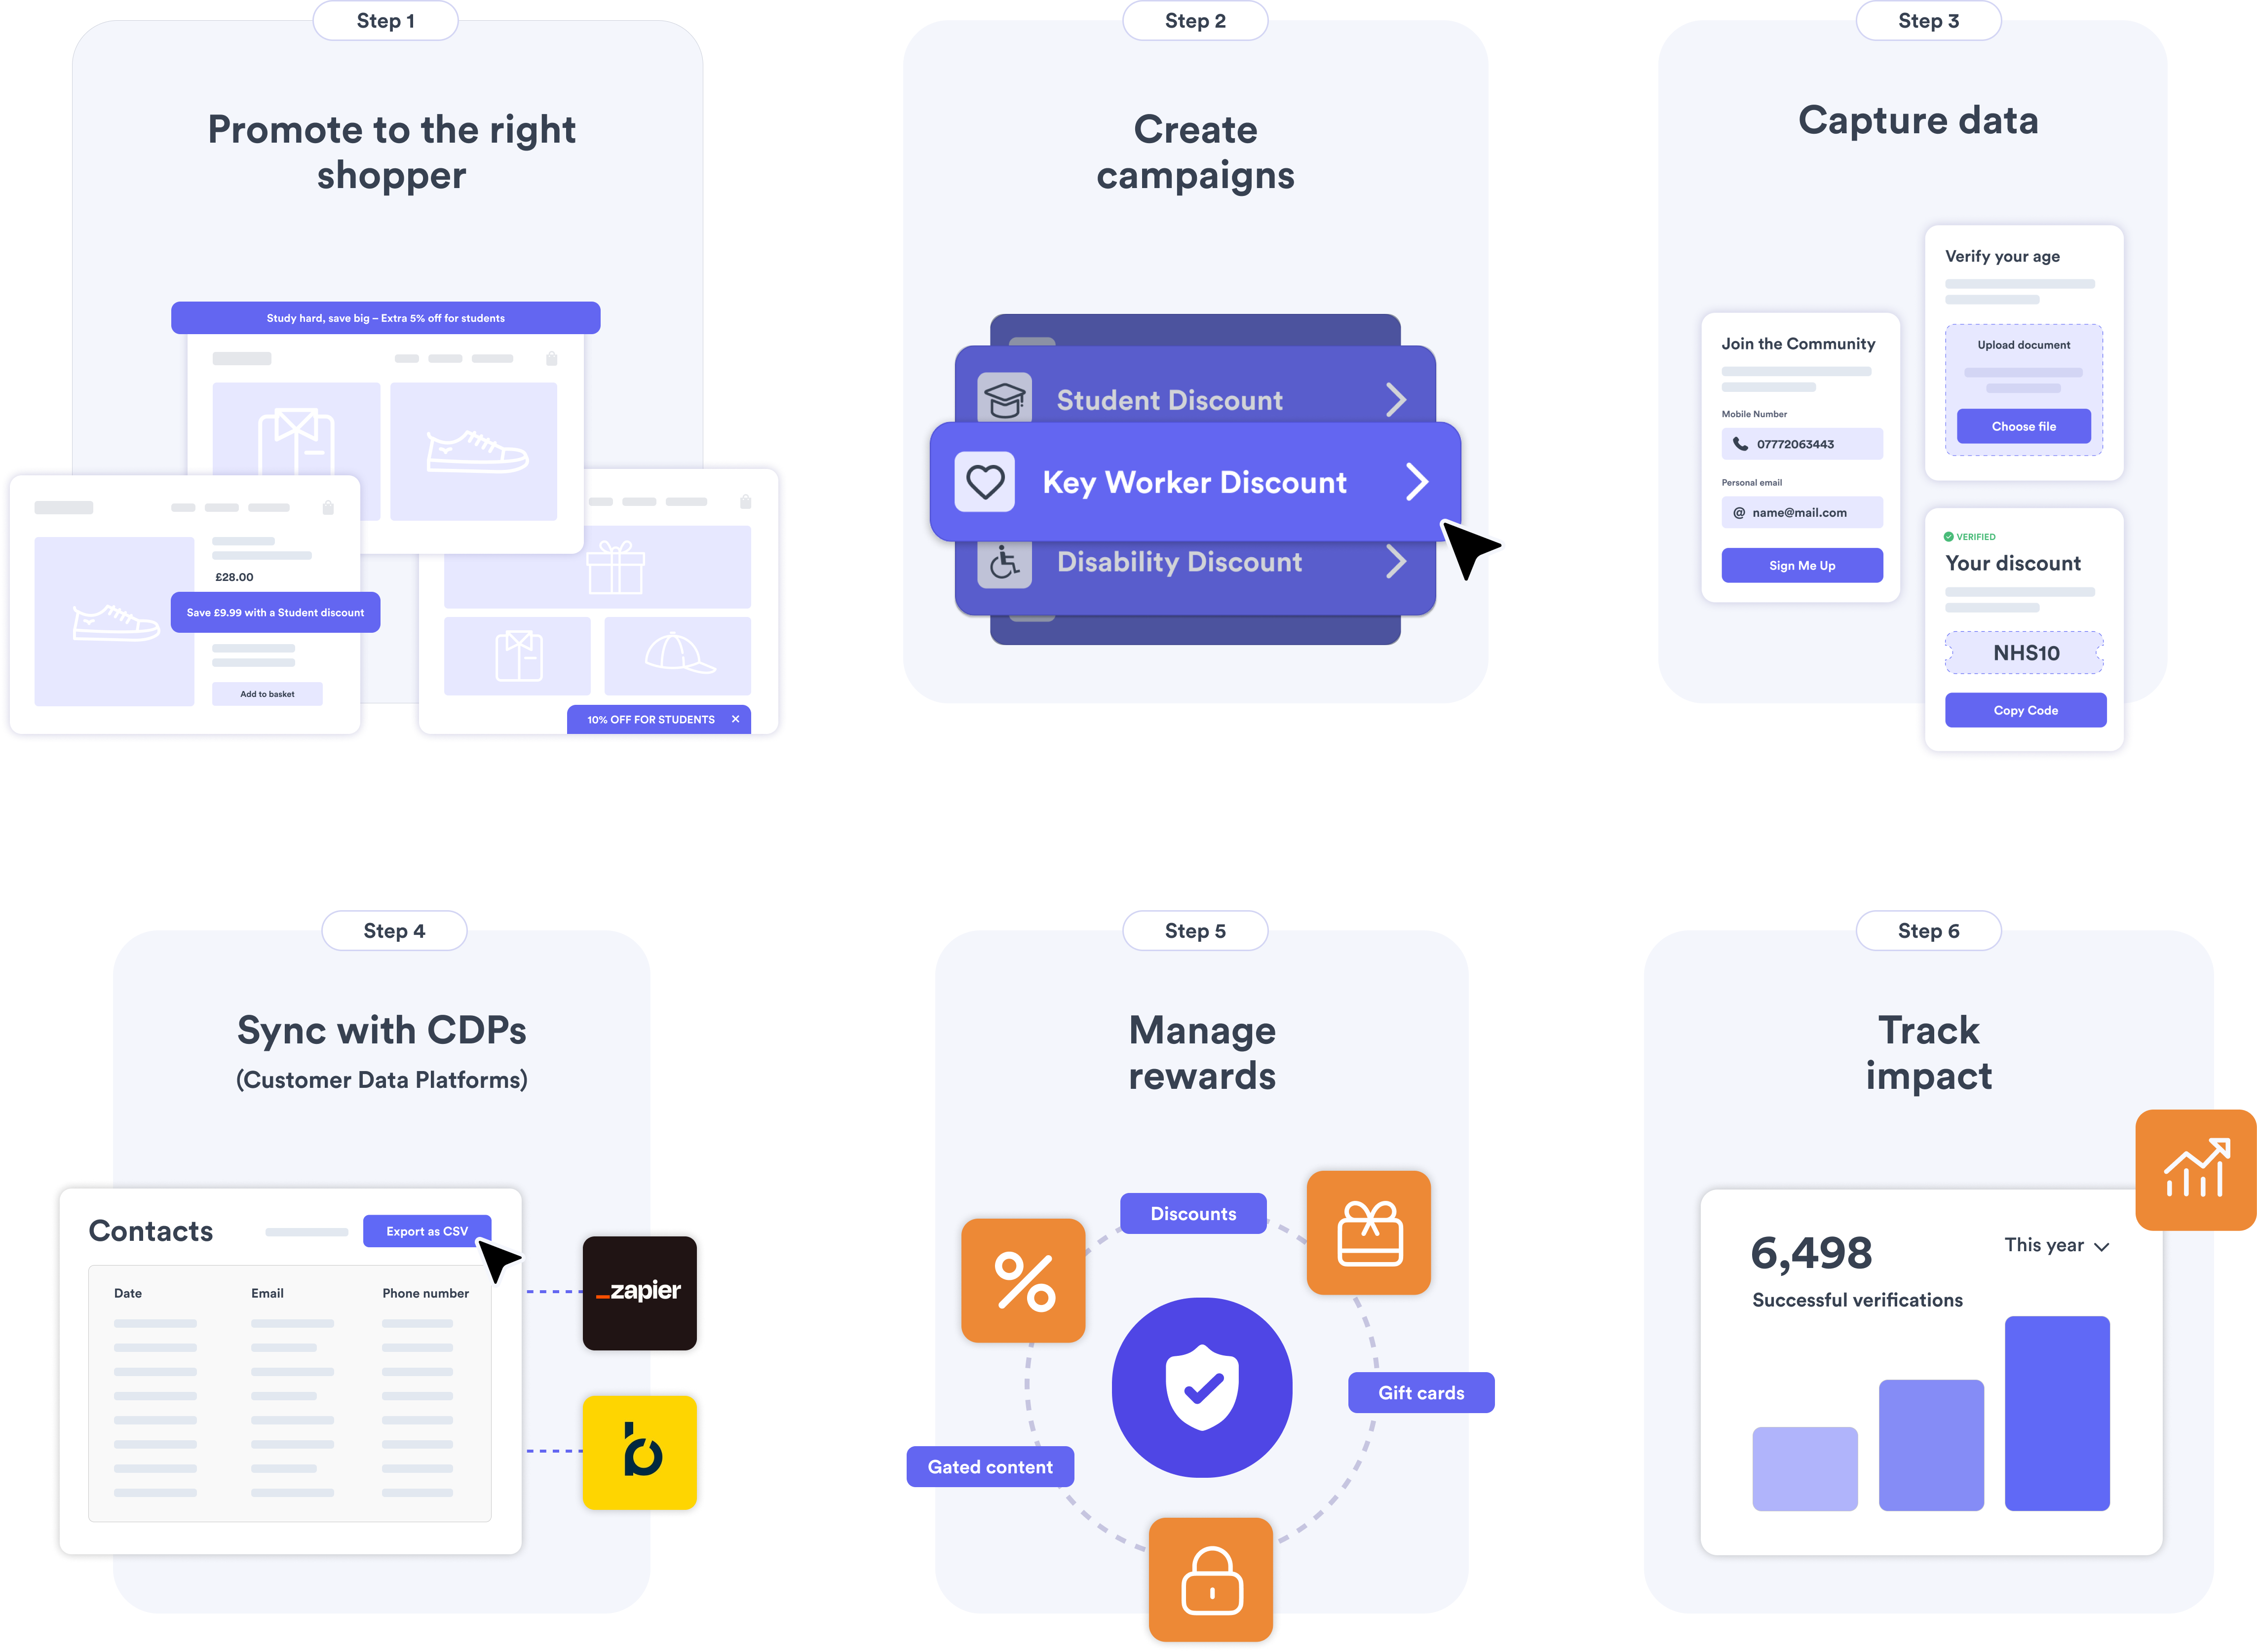 Step 1
Promote to the right
shopper
Study hard, save big – Extra 5% off for students
£28.00
Save £9.99 with a Student discount
Add to basket
10% OFF FOR STUDENTS
Step 2
Create
campaigns
Student Discount
Key Worker Discount
Disability Discount
Step 3
Capture data
Join the Community
Mobile Number
07772063443
Personal email
@ name@mail.com
Sign Me Up
Verify your age
Upload document
Choose file
VERIFIED
Your discount
NHS10
Copy Code
Step 4
Sync with CDPs
(Customer Data Platforms)
Contacts
Export as CSV
Date Email Phone number
_zapier
b
Step 5
Manage
rewards
Discounts
Gift cards
Gated content
Step 6
Track
impact
6,498
This year
Successful verifications